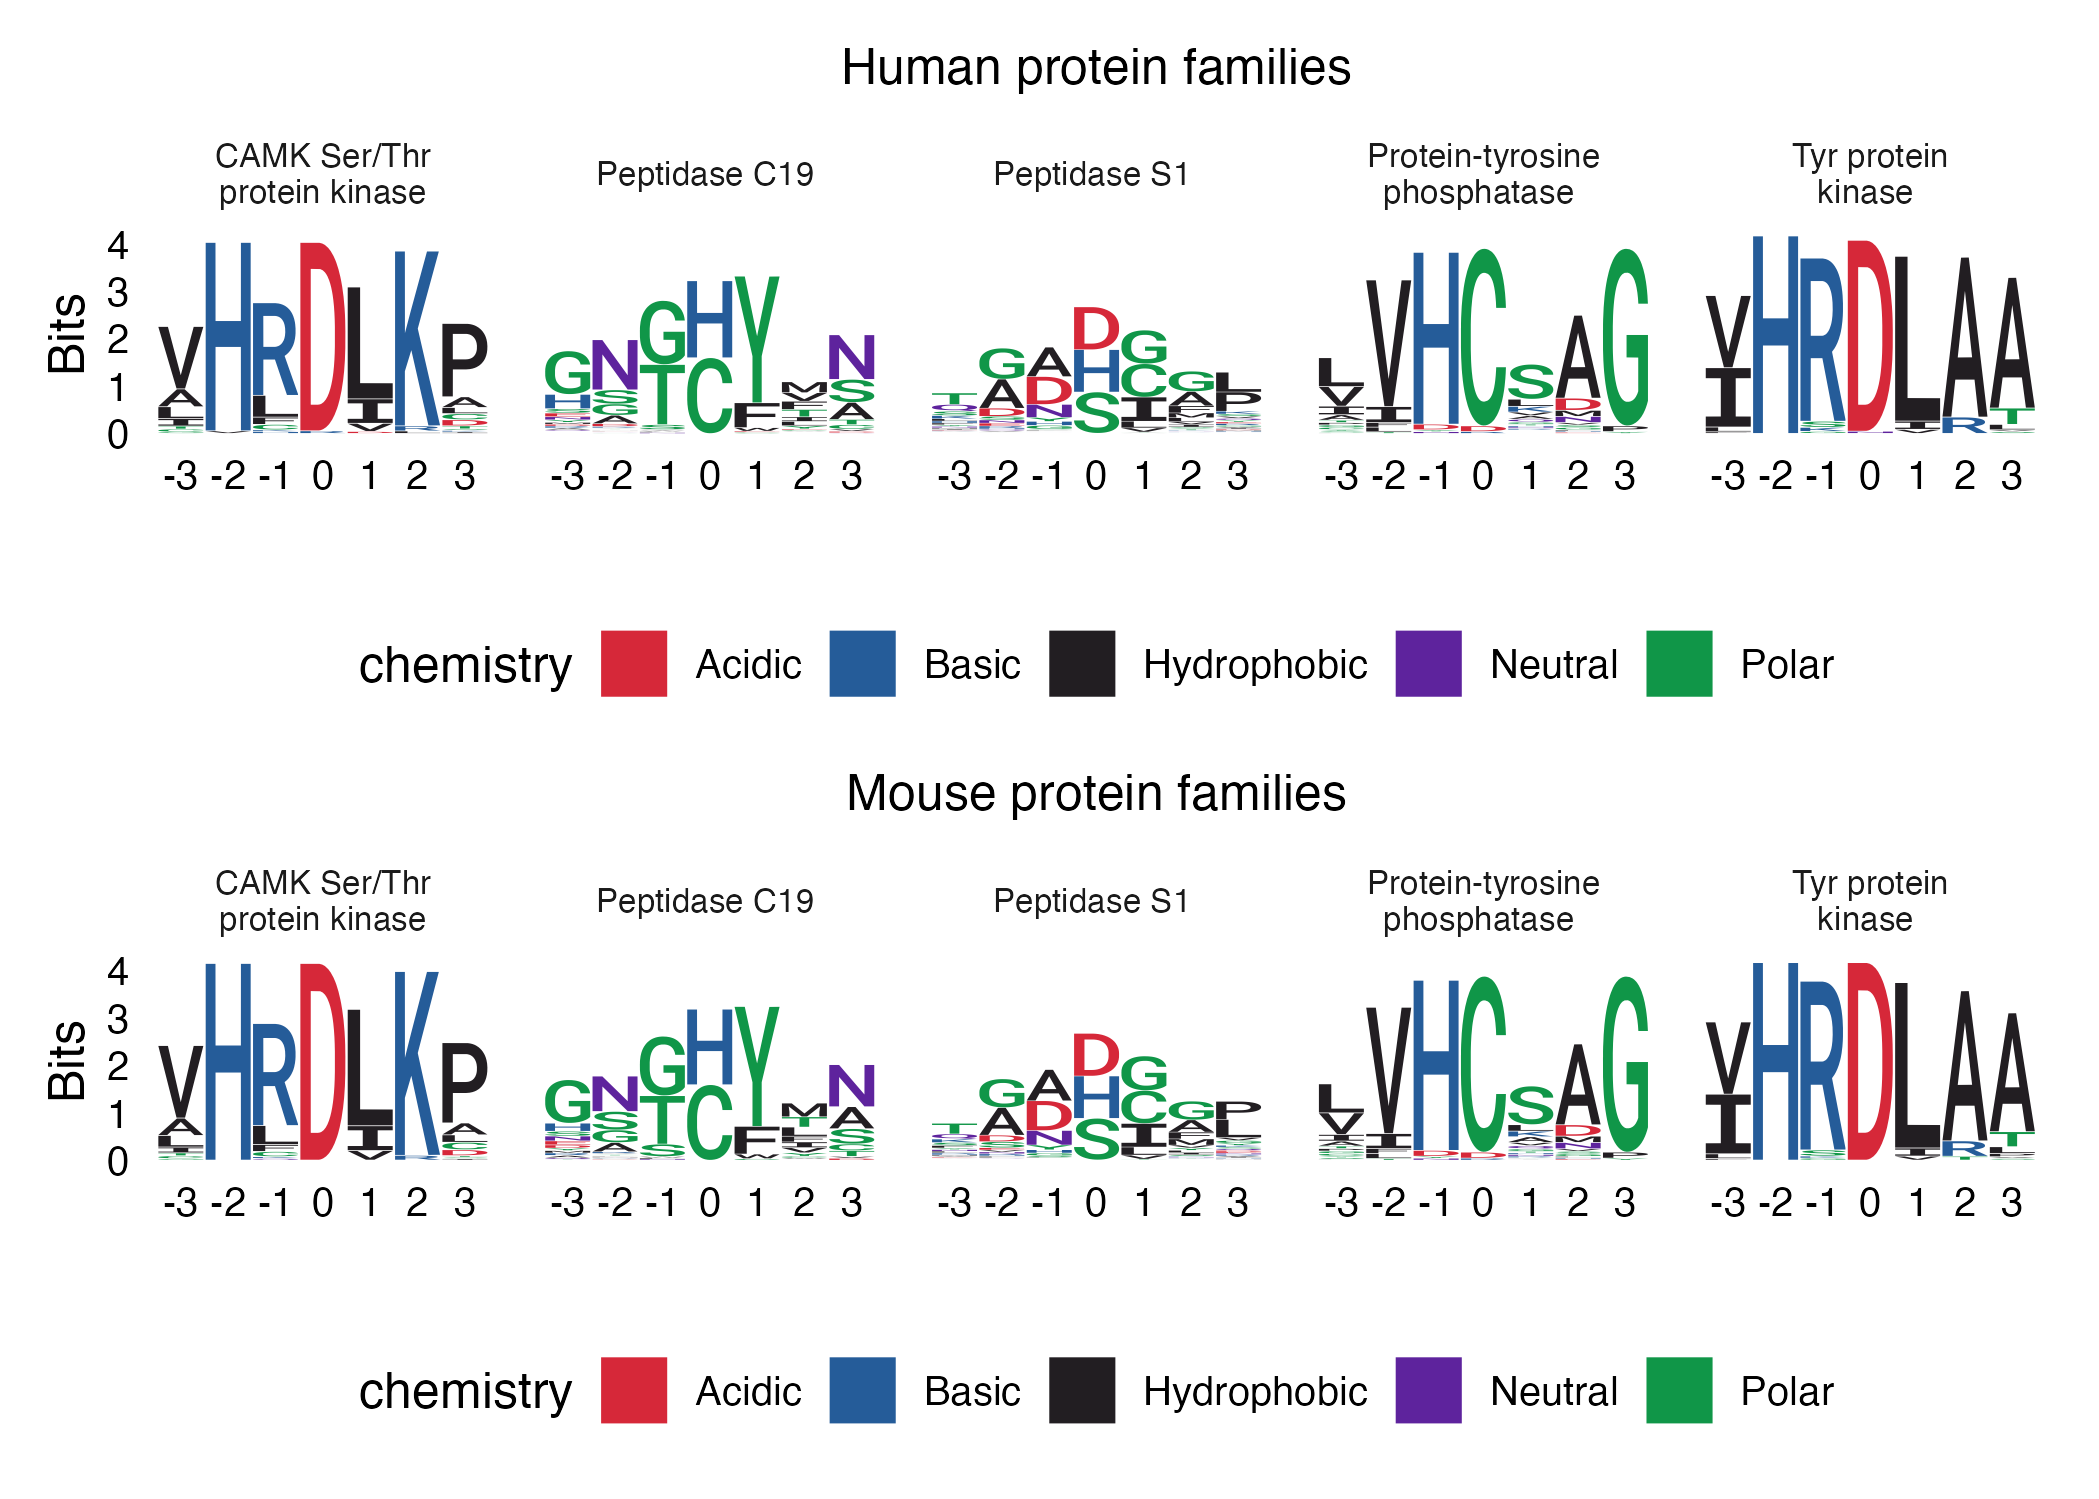 Human protein families
CAMK Ser/Thr
protein kinase
Peptidase C19
Peptidase S1
Protein-tyrosine
phosphatase
Tyr protein
kinase
Bits
4
3
2
1
0
-3 -2 -1 0 1 2 3
-3 -2 -1 0 1 2 3
-3 -2 -1 0 1 2 3
-3 -2 -1 0 1 2 3
-3 -2 -1 0 1 2 3
chemistry Acidic Basic Hydrophobic Neutral Polar
Mouse protein families
CAMK Ser/Thr
protein kinase
Peptidase C19
Peptidase S1
Protein-tyrosine
phosphatase
Tyr protein
kinase
Bits
4
3
2
1
0
-3 -2 -1 0 1 2 3
-3 -2 -1 0 1 2 3
-3 -2 -1 0 1 2 3
-3 -2 -1 0 1 2 3
-3 -2 -1 0 1 2 3
chemistry Acidic Basic Hydrophobic Neutral Polar